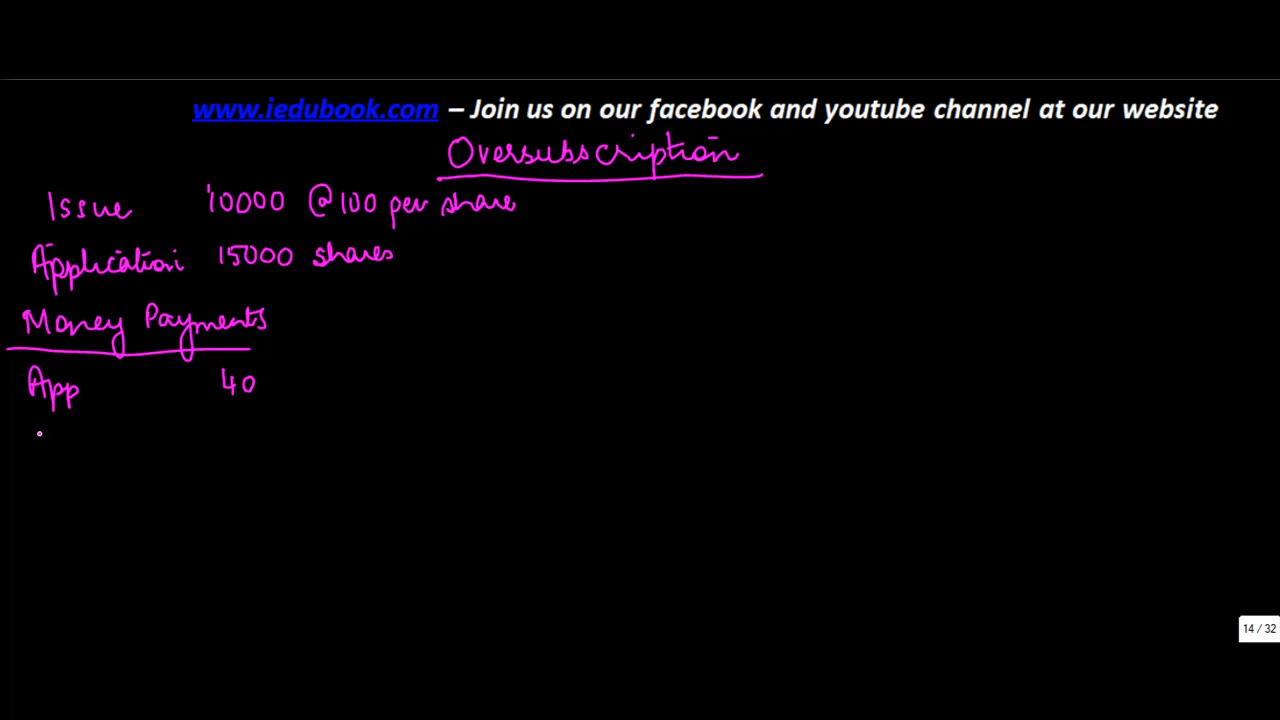 www.iedubook.com – Join us on our facebook and youtube channel at our website
Oversubscription
Issue 10000 @ 100 per share
Application 15000 shares
Money Payments
App 40
14 / 32